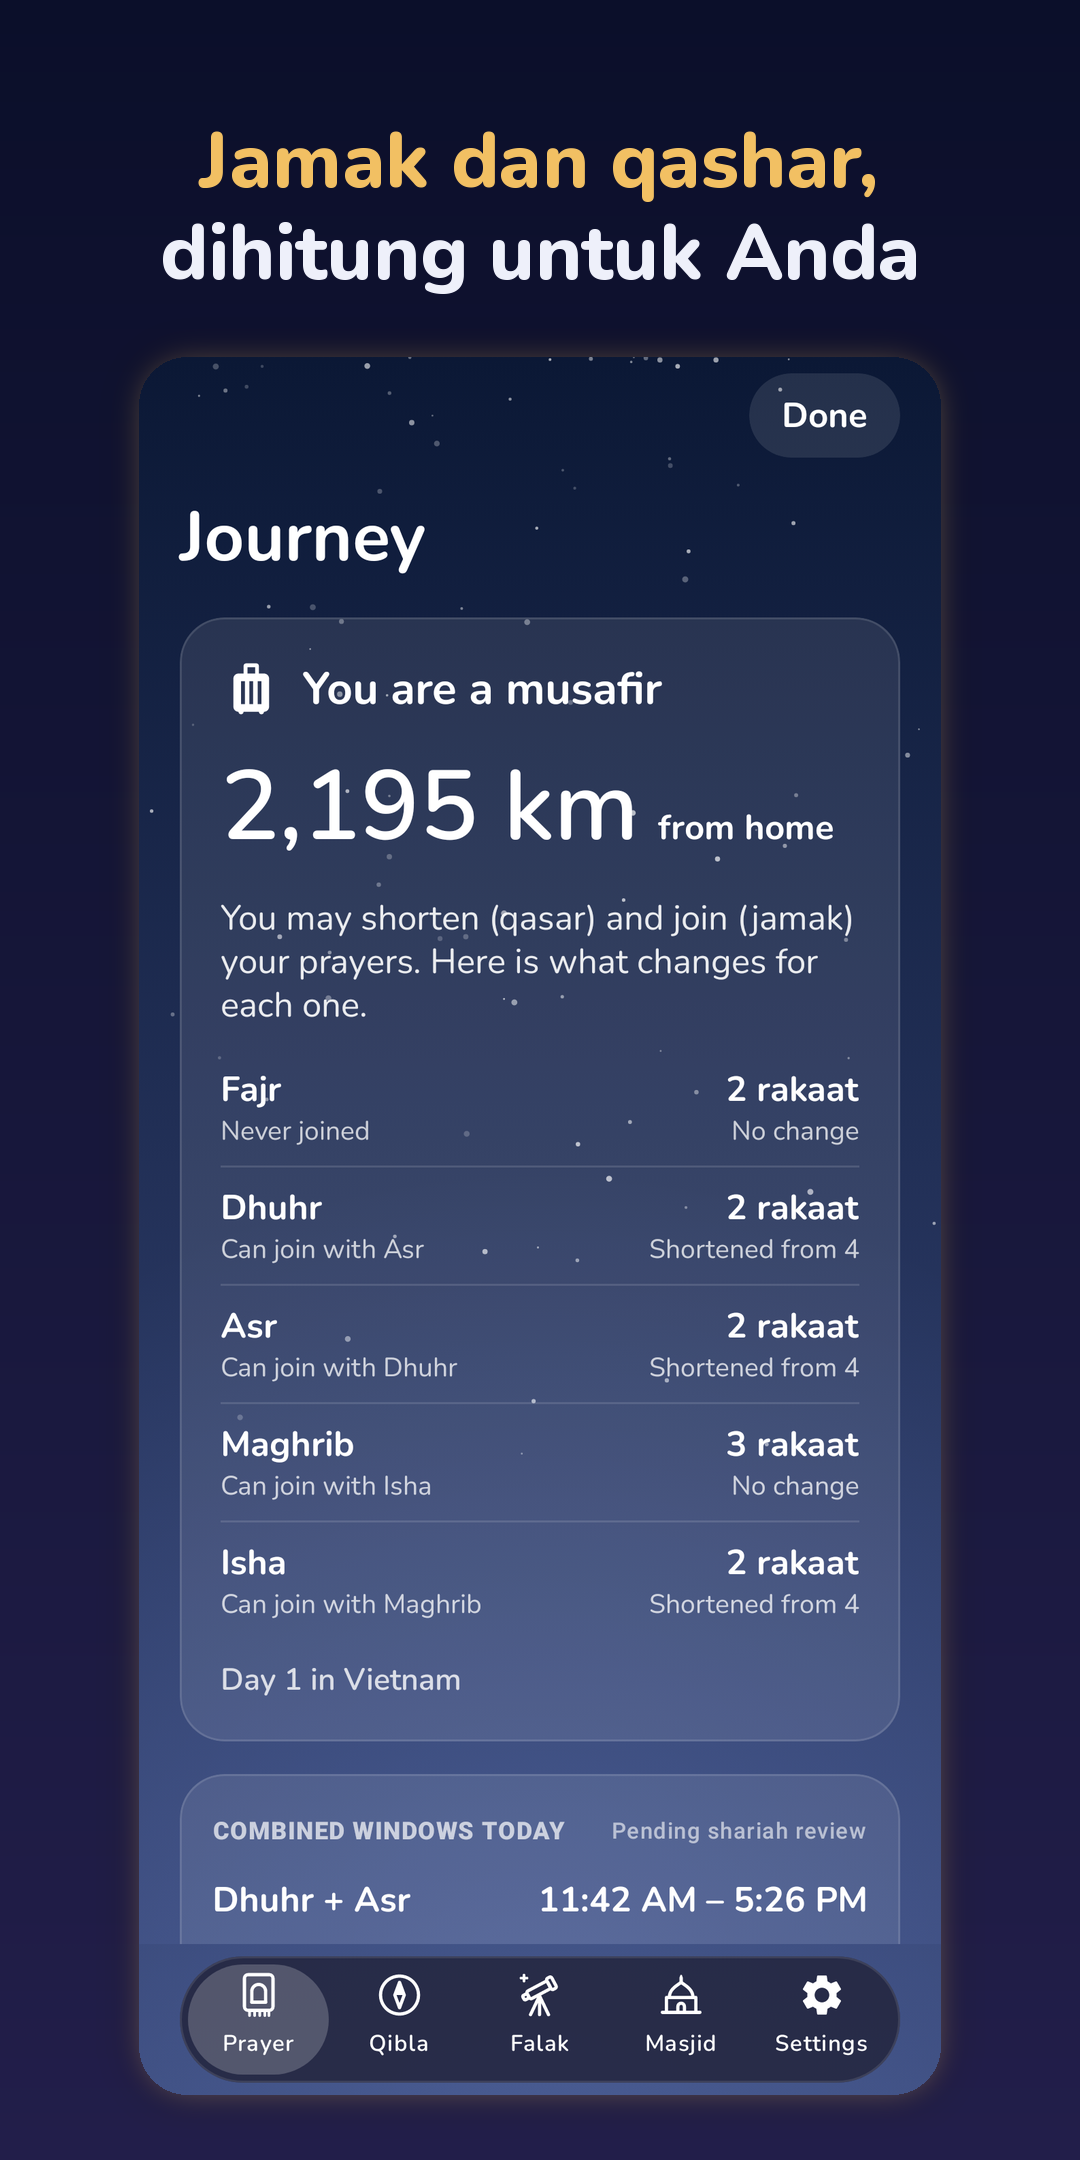 Jamak dan qashar,
dihitung untuk Anda
Done
Journey
You are a musafir
2,195 km from home
You may shorten (qasar) and join (jamak)
your prayers. Here is what changes for
each one.
Fajr 2 rakaat
Never joined No change
Dhuhr 2 rakaat
Can join with Asr Shortened from 4
Asr 2 rakaat
Can join with Dhuhr Shortened from 4
Maghrib 3 rakaat
Can join with Isha No change
Isha 2 rakaat
Can join with Maghrib Shortened from 4
Day 1 in Vietnam
COMBINED WINDOWS TODAY Pending shariah review
Dhuhr + Asr 11:42 AM – 5:26 PM
Prayer Qibla Falak Masjid Settings